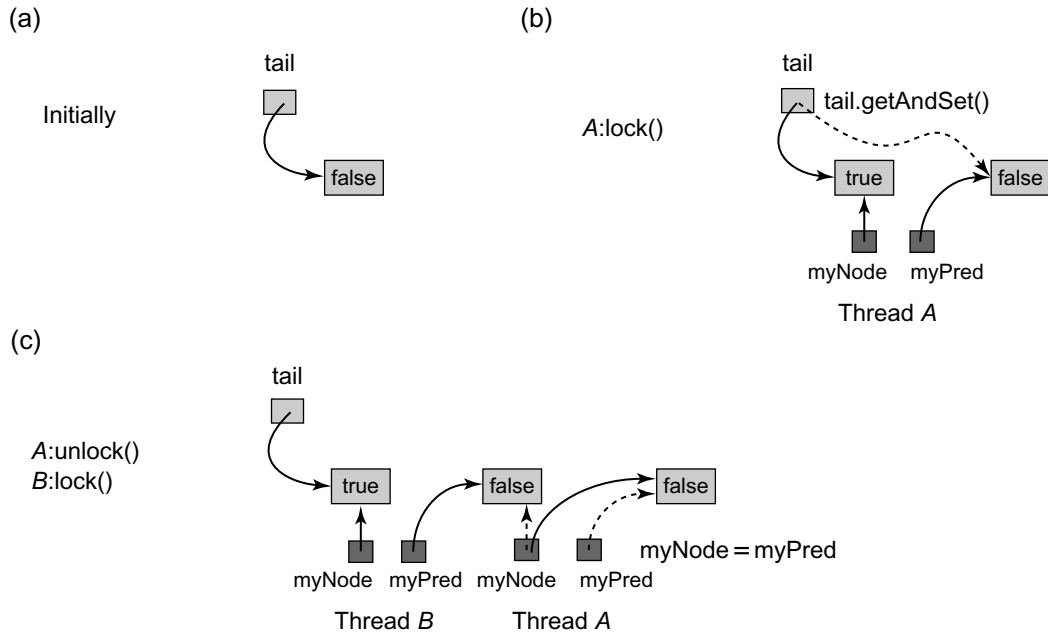 (a)
tail
Initially
false
(b)
tail
tail.getAndSet()
A:lock()
true
false
myNode
myPred
Thread A
(c)
tail
A:unlock()
B:lock()
true
false
false
myNode
myPred
myNode
myPred
myNode = myPred
Thread B
Thread A